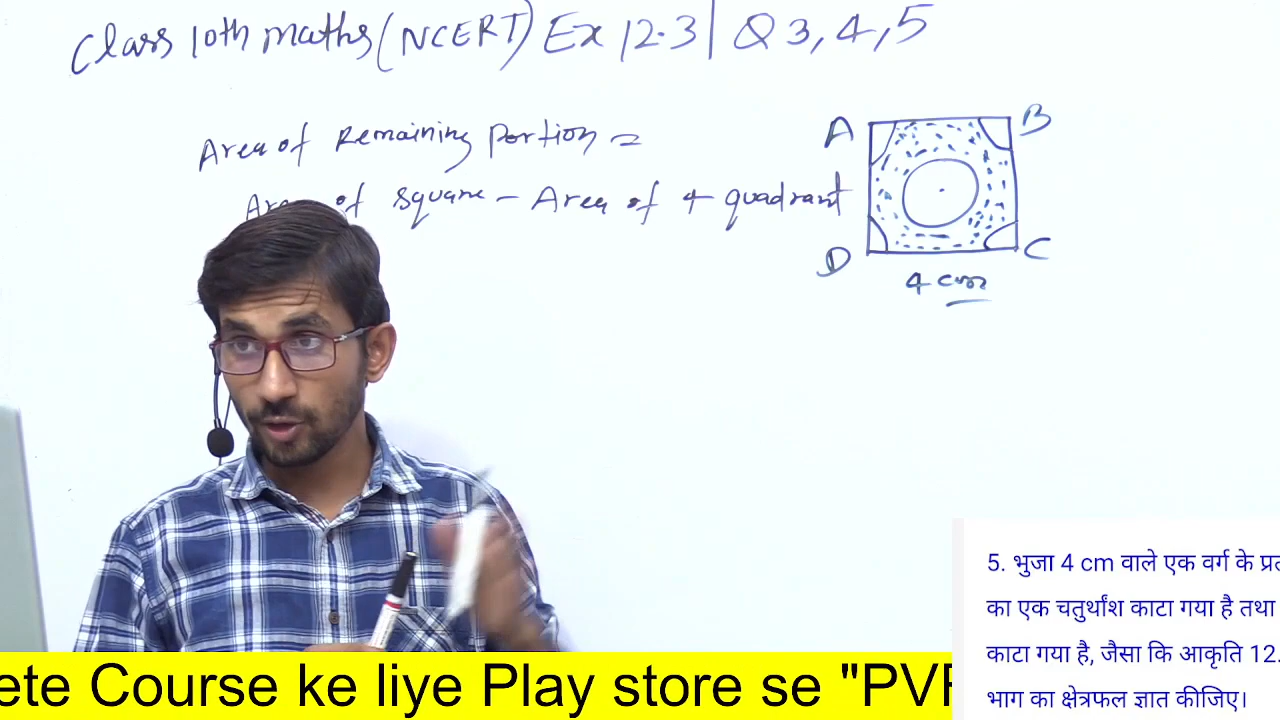 Class 10th maths (NCERT) Ex 12.3 | Q 3, 4, 5
Area of Remaining Portion =
Area of square - Area of 4 quadrant
A
B
D
C
4 cm
5. भुजा 4 cm वाले एक वर्ग के
का एक चतुर्थांश काटा गया है तथा
काटा गया है, जैसा कि आकृति 12.
भाग का क्षेत्रफल ज्ञात कीजिए।
ete Course ke liye Play store se "PV